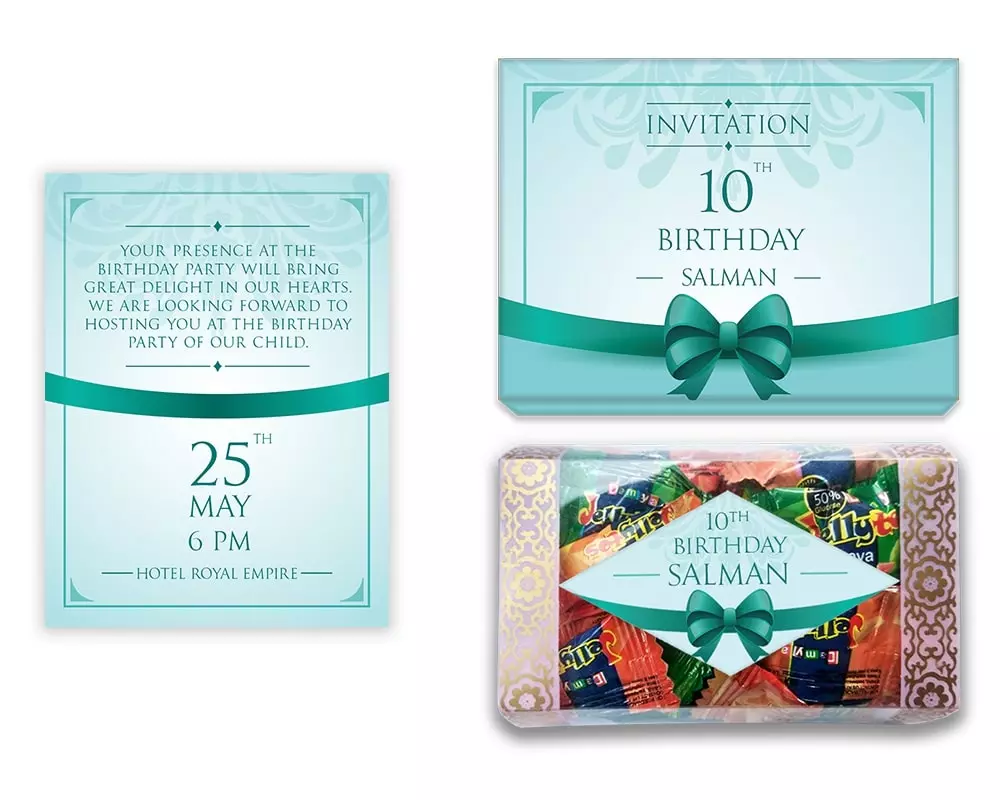 YOUR PRESENCE AT THE
BIRTHDAY PARTY WILL BRING
GREAT DELIGHT IN OUR HEARTS.
WE ARE LOOKING FORWARD TO
HOSTING YOU AT THE BIRTHDAY
PARTY OF OUR CHILD.
25TH
MAY
6 PM
HOTEL ROYAL EMPIRE
INVITATION
10TH
BIRTHDAY
SALMAN
10TH
BIRTHDAY
SALMAN
50%